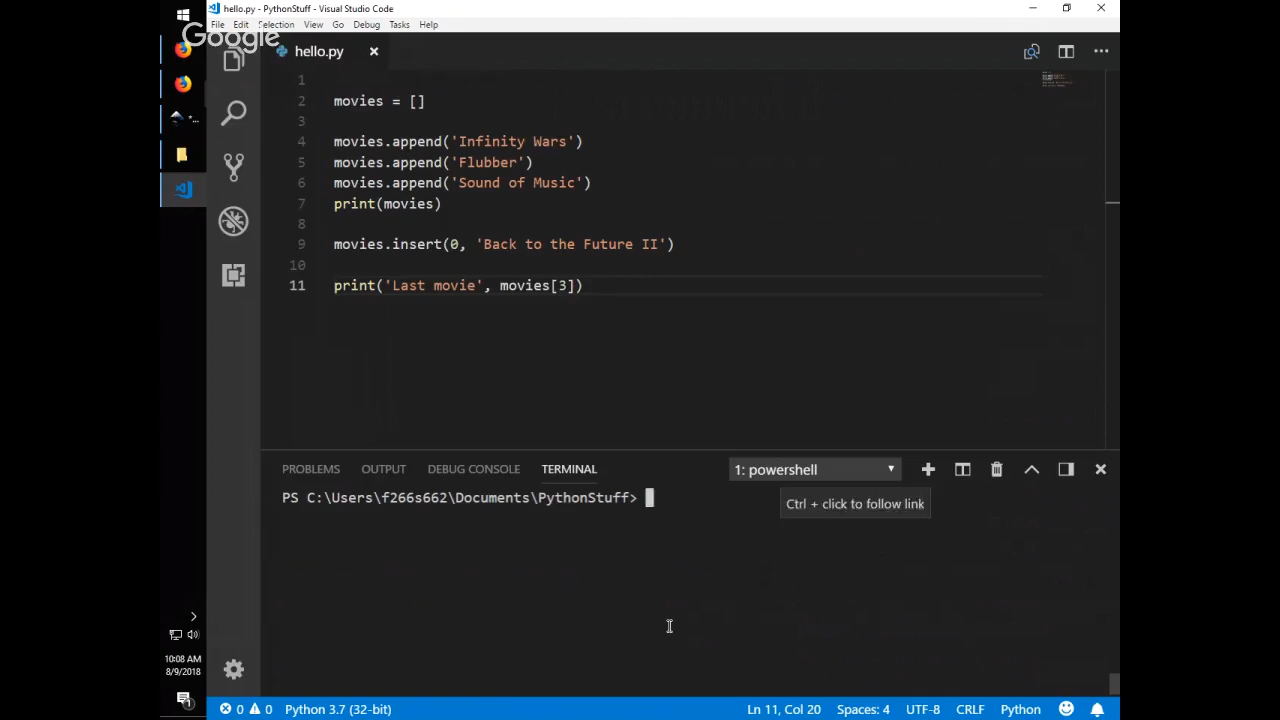 hello.py - PythonStuff - Visual Studio Code
File Edit Selection View Go Debug Tasks Help
Google
hello.py
1
2 movies = []
3
4 movies.append('Infinity Wars')
5 movies.append('Flubber')
6 movies.append('Sound of Music')
7 print(movies)
8
9 movies.insert(0, 'Back to the Future II')
10
11 print('Last movie', movies[3])
PROBLEMS OUTPUT DEBUG CONSOLE TERMINAL 1: powershell
PS C:\Users\f266s662\Documents\PythonStuff>
Ctrl + click to follow link
10:08 AM
8/9/2018
1
0 0 Python 3.7 (32-bit) Ln 11, Col 20 Spaces: 4 UTF-8 CRLF Python